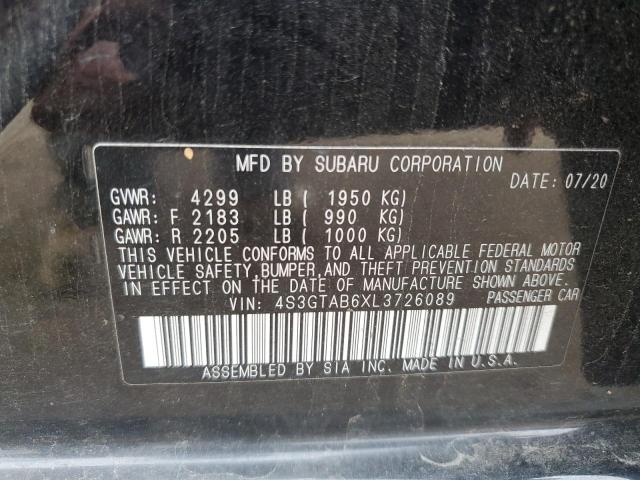 MFD BY SUBARU CORPORATION
DATE: 07/20
GVWR: 4299 LB ( 1950 KG)
GAWR: F 2183 LB ( 990 KG)
GAWR: R 2205 LB ( 1000 KG)
THIS VEHICLE CONFORMS TO ALL APPLICABLE FEDERAL MOTOR
VEHICLE SAFETY, BUMPER, AND THEFT PREVENTION STANDARDS
IN EFFECT ON THE DATE OF MANUFACTURE SHOWN ABOVE.
VIN: 4S3GTAB6XL3726089 PASSENGER CAR
ASSEMBLED BY SIA INC. MADE IN U.S.A.